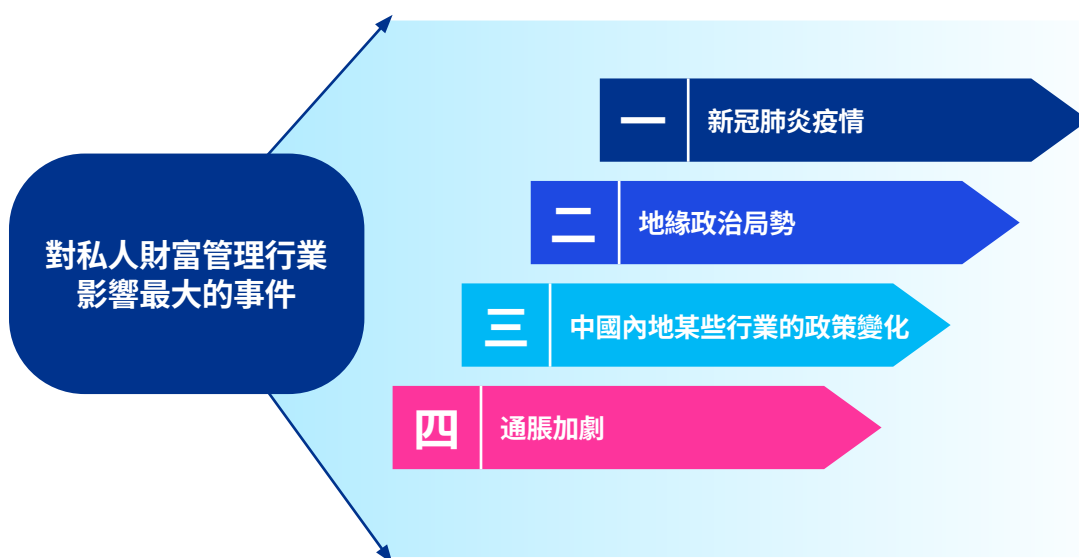 對私人財富管理行業
影響最大的事件
一 新冠肺炎疫情
二 地緣政治局勢
三 中國內地某些行業的政策變化
四 通脹加劇